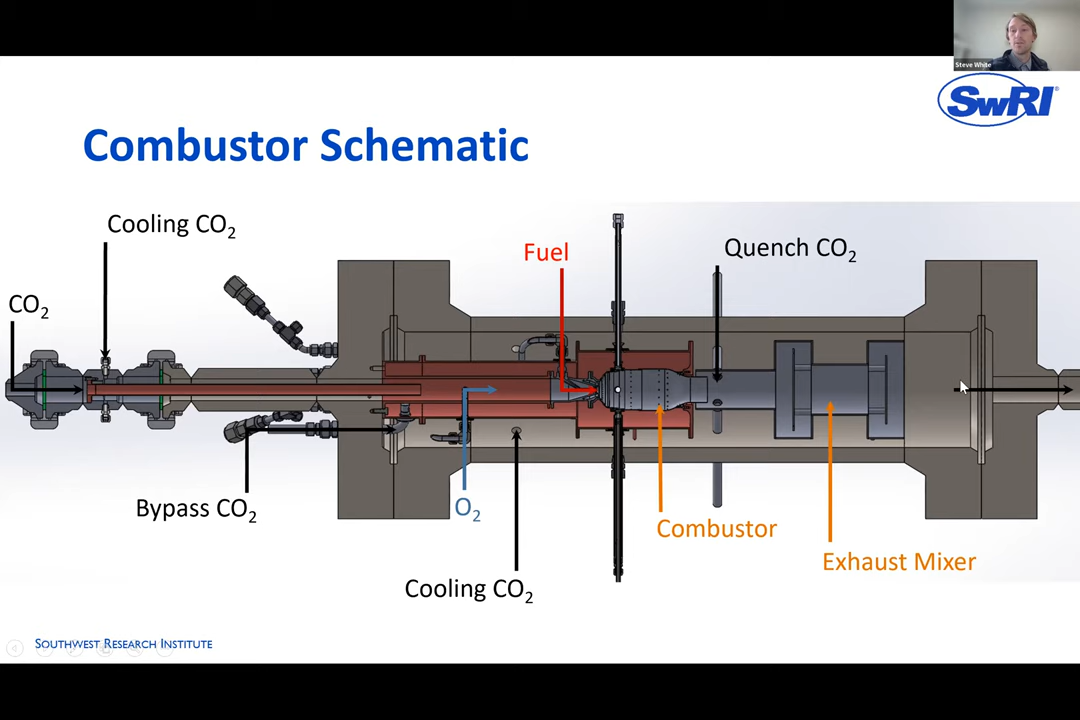 Steve White
SwRI®
Combustor Schematic
Cooling CO₂
Fuel
Quench CO₂
CO₂
Bypass CO₂
O₂
Combustor
Exhaust Mixer
Cooling CO₂
SOUTHWEST RESEARCH INSTITUTE